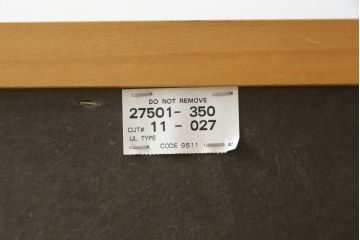 DO NOT REMOVE
27501- 350
CUT# 11 - 027
UL TYPE
CODE 9511